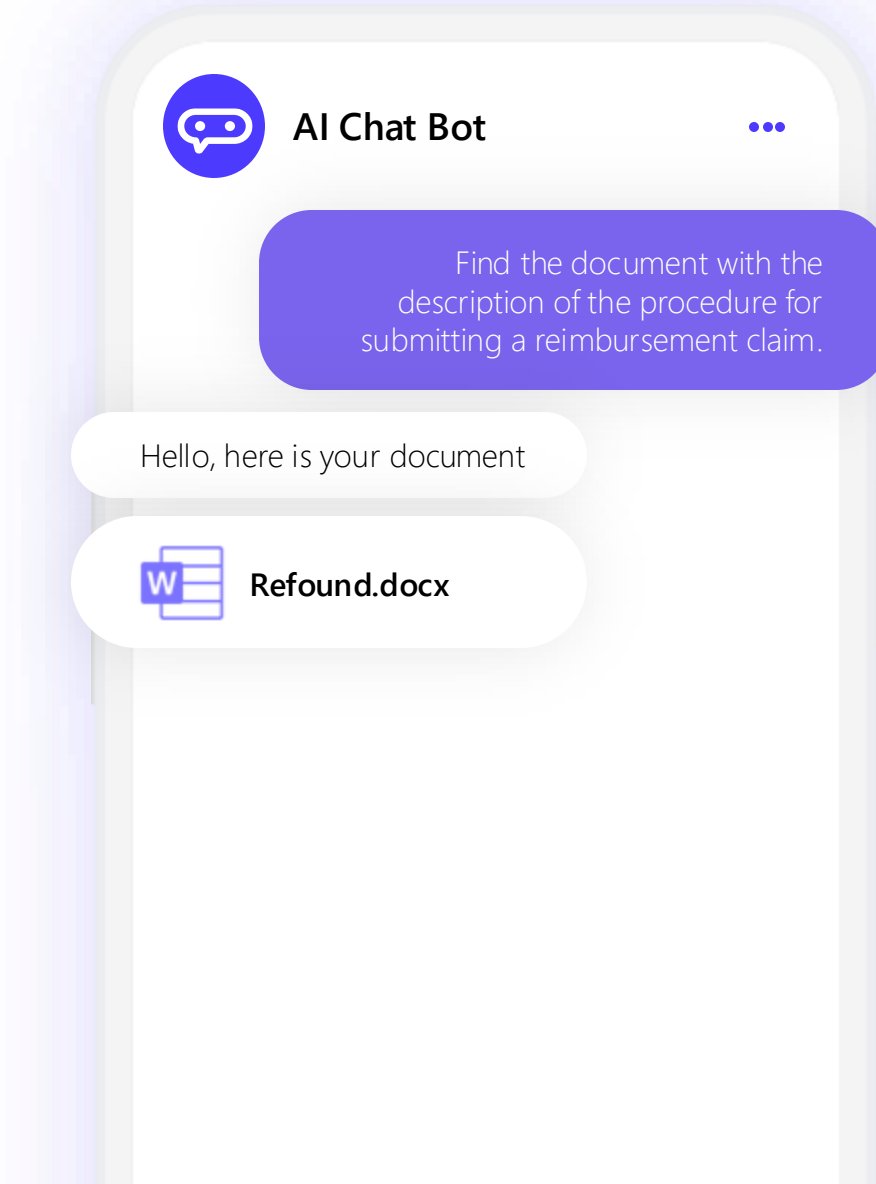 AI Chat Bot
Find the document with the
description of the procedure for
submitting a reimbursement claim.
Hello, here is your document
W
Refound.docx